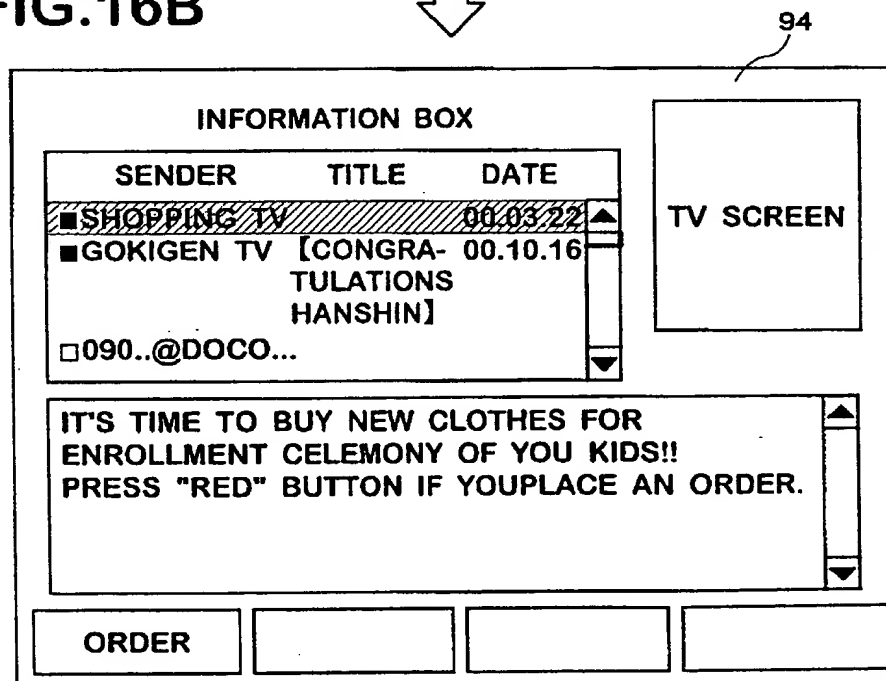 FIG.16B
94
INFORMATION BOX
SENDER TITLE DATE
■SHOPPING TV 00.03.22
■GOKIGEN TV 【CONGRA- 00.10.16
TULATIONS
HANSHIN】
□090..@DOCO...
TV SCREEN
IT'S TIME TO BUY NEW CLOTHES FOR
ENROLLMENT CELEMONY OF YOU KIDS!!
PRESS "RED" BUTTON IF YOUPLACE AN ORDER.
ORDER